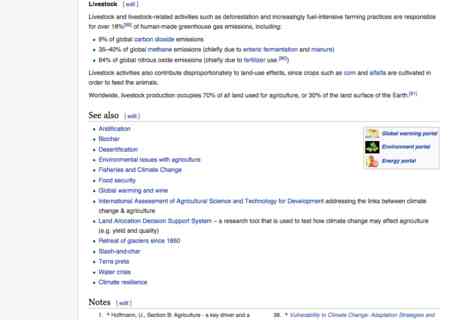 Livestock [ edit ]
Livestock and livestock-related activities such as deforestation and increasingly fuel-intensive farming practices are responsible
for over 18% of human-made greenhouse gas emissions, including:
• 9% of global carbon dioxide emissions
• 35–40% of global methane emissions (chiefly due to enteric fermentation and manure)
• 64% of global nitrous oxide emissions (chiefly due to fertilizer use
Livestock activities also contribute disproportionately to land-use effects, since crops such as corn and alfalfa are cultivated in
order to feed the animals.
Worldwide, livestock production occupies 70% of all land used for agriculture, or 30% of the land surface of the Earth.
See also [ edit ]
• Aridification
• Biochar
• Desertification
• Environmental issues with agriculture
• Fisheries and Climate Change
• Food security
• Global warming and wine
• International Assessment of Agricultural Science and Technology for Development addressing the links between climate
change & agriculture
• Land Allocation Decision Support System – a research tool that is used to test how climate change may affect agriculture
(e.g. yield and quality)
• Retreat of glaciers since 1850
• Slash-and-char
• Terra preta
• Water crisis
• Climate resilience
Global warming portal
Environment portal
Energy portal
Notes [ edit ]
1. ^ Hoffmann, U., Section B: Agriculture - a key driver and a
^ Vulnerability to Climate Change: Adaptation Strategies and